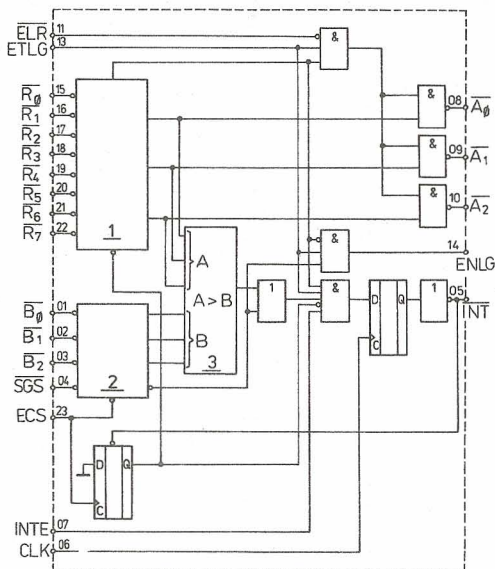 ELR 11
ETLG 13
&
R0 15
R1 16
R2 17
R3 18
R4 19
R5 20
R6 21
R7 22
1
& 08 A0
& 09 A1
& 10 A2
A
A > B
B
3
& 14 ENLG
1
&
D Q
C
1 05 INT
B0 01
B1 02
B2 03
SGS 04
2
ECS 23
D Q
C
INTE 07
CLK 06